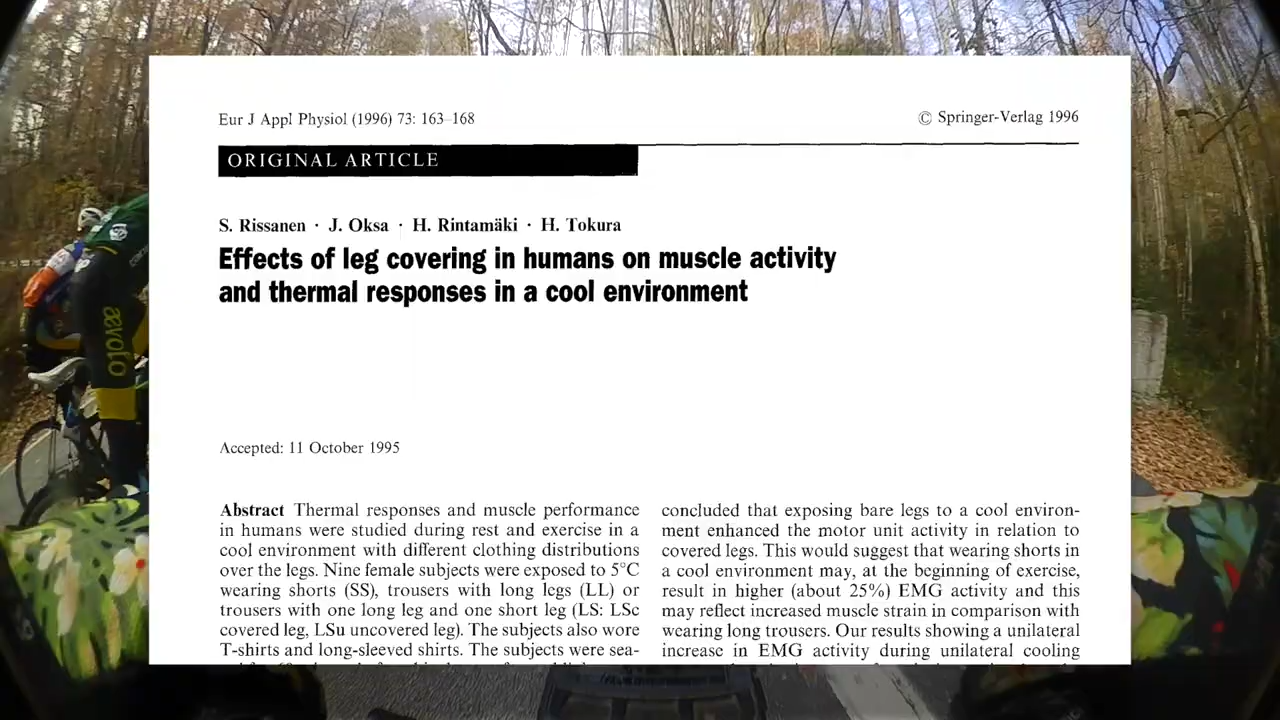 Eur J Appl Physiol (1996) 73: 163–168
© Springer-Verlag 1996
ORIGINAL ARTICLE
S. Rissanen · J. Oksa · H. Rintamäki · H. Tokura
Effects of leg covering in humans on muscle activity
and thermal responses in a cool environment
Accepted: 11 October 1995
Abstract Thermal responses and muscle performance
in humans were studied during rest and exercise in a
cool environment with different clothing distributions
over the legs. Nine female subjects were exposed to 5°C
wearing shorts (SS), trousers with long legs (LL) or
trousers with one long leg and one short leg (LS: LSc
covered leg, LSu uncovered leg). The subjects also wore
T-shirts and long-sleeved shirts. The subjects were sea-
concluded that exposing bare legs to a cool environ-
ment enhanced the motor unit activity in relation to
covered legs. This would suggest that wearing shorts in
a cool environment may, at the beginning of exercise,
result in higher (about 25%) EMG activity and this
may reflect increased muscle strain in comparison with
wearing long trousers. Our results showing a unilateral
increase in EMG activity during unilateral cooling
aevolo